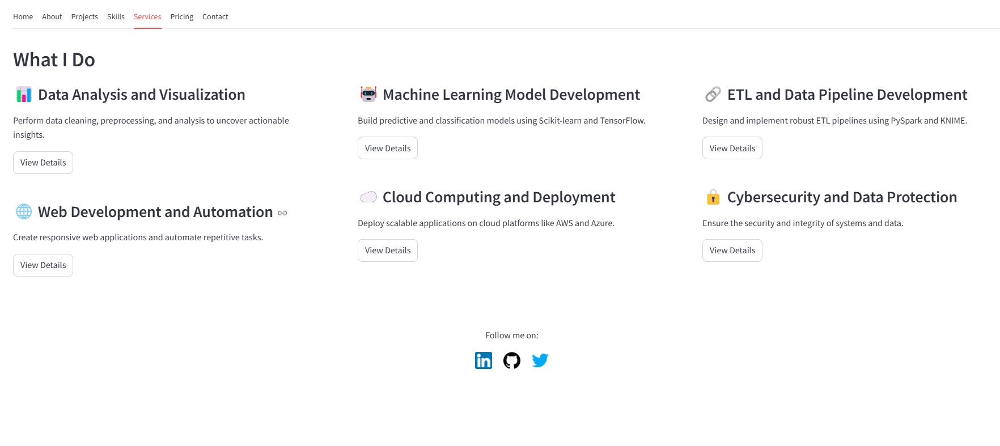 Home About Projects Skills Services Pricing Contact
What I Do
Data Analysis and Visualization
Perform data cleaning, preprocessing, and analysis to uncover actionable
insights.
View Details
Machine Learning Model Development
Build predictive and classification models using Scikit-learn and TensorFlow.
View Details
ETL and Data Pipeline Development
Design and implement robust ETL pipelines using PySpark and KNIME.
View Details
Web Development and Automation
Create responsive web applications and automate repetitive tasks.
View Details
Cloud Computing and Deployment
Deploy scalable applications on cloud platforms like AWS and Azure.
View Details
Cybersecurity and Data Protection
Ensure the security and integrity of systems and data.
View Details
Follow me on:
in